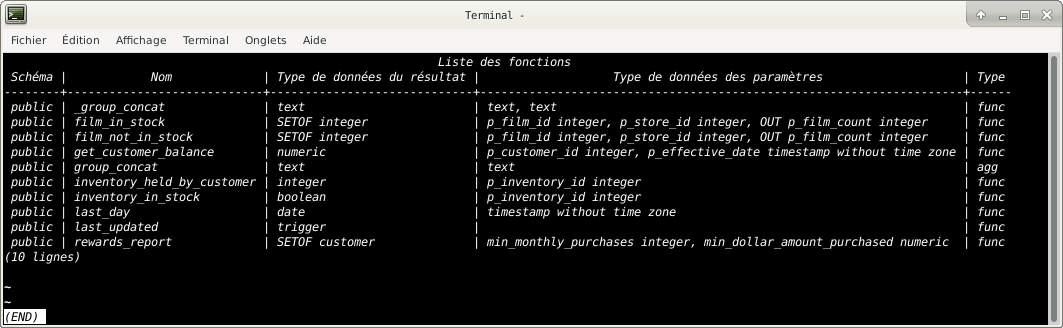 Terminal -
Fichier Édition Affichage Terminal Onglets Aide
Liste des fonctions
Schéma | Nom | Type de données du résultat | Type de données des paramètres | Type
--------+----------------------------+-----------------------------+----------------------------------------------------------------------+------
public | _group_concat | text | text, text | func
public | film_in_stock | SETOF integer | p_film_id integer, p_store_id integer, OUT p_film_count integer | func
public | film_not_in_stock | SETOF integer | p_film_id integer, p_store_id integer, OUT p_film_count integer | func
public | get_customer_balance | numeric | p_customer_id integer, p_effective_date timestamp without time zone | func
public | group_concat | text | text | agg
public | inventory_held_by_customer | integer | p_inventory_id integer | func
public | inventory_in_stock | boolean | p_inventory_id integer | func
public | last_day | date | timestamp without time zone | func
public | last_updated | trigger | | func
public | rewards_report | SETOF customer | min_monthly_purchases integer, min_dollar_amount_purchased numeric | func
(10 lignes)
~
~
(END)